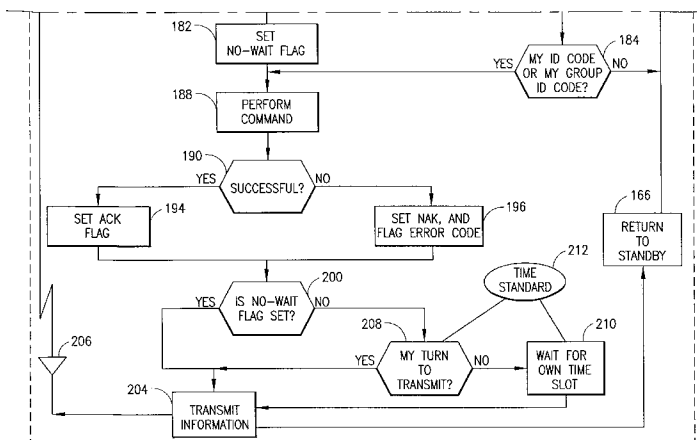 182
SET
NO-WAIT FLAG
184
YES
MY ID CODE
OR MY GROUP
ID CODE?
NO
188
PERFORM
COMMAND
190
YES
SUCCESSFUL?
NO
194
SET ACK
FLAG
SET NAK, AND
FLAG ERROR CODE
196
166
RETURN
TO
STANDBY
200
YES
IS NO-WAIT
FLAG SET?
NO
212
TIME
STANDARD
206
208
YES
MY TURN
TO
TRANSMIT?
NO
210
WAIT FOR
OWN TIME
SLOT
204
TRANSMIT
INFORMATION